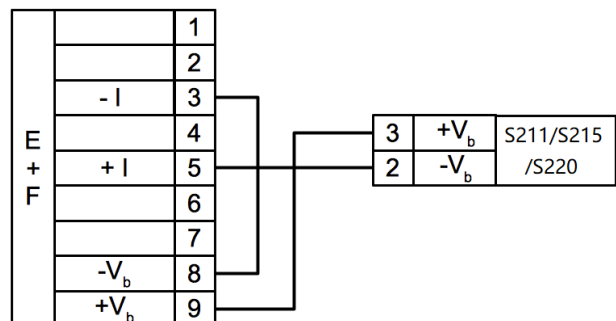 E
+
F
1
2
- I 3
4
+ I 5
6
7
-Vb 8
+Vb 9
3 +Vb
2 -Vb
S211/S215
/S220